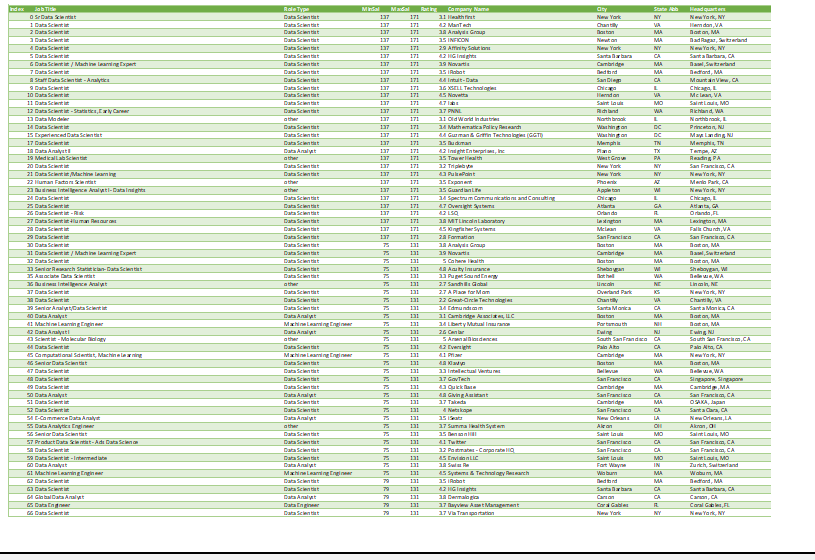 Index Job Title Role Type MinSal MaxSal Rating Company Name City State Abb Headquarters
0 Sr Data Scientist Data Scientist 137 171 3.1 Healthfirst New York NY New York, NY
1 Data Scientist Data Scientist 137 171 4.2 ManTech Chantilly VA Herndon, VA
2 Data Scientist Data Scientist 137 171 3.8 Analysis Group Boston MA Boston, MA
3 Data Scientist Data Scientist 137 171 3.5 INFICON Newton MA Bad Ragaz, Switzerland
4 Data Scientist Data Scientist 137 171 2.9 Affinity Solutions New York NY New York, NY
5 Data Scientist Data Scientist 137 171 4.2 HG Insights Santa Barbara CA Santa Barbara, CA
6 Data Scientist / Machine Learning Expert Data Scientist 137 171 3.9 Novartis Cambridge MA Basel, Switzerland
7 Data Scientist Data Scientist 137 171 3.5 iRobot Bedford MA Bedford, MA
8 Staff Data Scientist - Analytics Data Scientist 137 171 4.4 Intuit - Data San Diego CA Mountain View, CA
9 Data Scientist Data Scientist 137 171 3.6 XSELL Technologies Chicago IL Chicago, IL
10 Data Scientist Data Scientist 137 171 4.5 Novetta Herndon VA Mc Lean, VA
11 Data Scientist Data Scientist 137 171 4.7 1abs Saint Louis MO Saint Louis, MO
12 Data Scientist - Statistics, Early Career Data Scientist 137 171 3.7 PNNL Richland WA Richland, WA
13 Data Modeler other 137 171 3.1 Old World Industries Northbrook IL Northbrook, IL
14 Data Scientist Data Scientist 137 171 3.4 Mathematica Policy Research Washington DC Princeton, NJ
15 Experienced Data Scientist Data Scientist 137 171 4.4 Guzman & Griffin Technologies (GGTI) Washington DC Mays Landing, NJ
17 Data Scientist Data Scientist 137 171 3.5 Buckman Memphis TN Memphis, TN
18 Data Analyst II Data Analyst 137 171 4.2 Insight Enterprises, Inc Plano TX Tempe, AZ
19 Medical Lab Scientist other 137 171 3.5 Tower Health West Grove PA Reading, PA
20 Data Scientist Data Scientist 137 171 3.2 Triplebyte New York NY San Francisco, CA
21 Data Scientist/Machine Learning Data Scientist 137 171 4.3 PulsePoint New York NY New York, NY
22 Human Factors Scientist other 137 171 3.5 Exponent Phoenix AZ Menlo Park, CA
23 Business Intelligence Analyst I- Data Insights other 137 171 3.5 Guardian Life Appleton WI New York, NY
24 Data Scientist Data Scientist 137 171 3.4 Spectrum Communications and Consulting Chicago IL Chicago, IL
25 Data Scientist Data Scientist 137 171 4.7 Oversight Systems Atlanta GA Atlanta, GA
26 Data Scientist - Risk Data Scientist 137 171 4.2 LSQ Orlando FL Orlando, FL
27 Data Scientist-Human Resources Data Scientist 137 171 3.8 MIT Lincoln Laboratory Lexington MA Lexington, MA
28 Data Scientist Data Scientist 137 171 4.5 Kingfisher Systems McLean VA Falls Church, VA
29 Data Scientist Data Scientist 137 171 2.8 Formation San Francisco CA San Francisco, CA
30 Data Scientist Data Scientist 75 131 3.8 Analysis Group Boston MA Boston, MA
31 Data Scientist / Machine Learning Expert Data Scientist 75 131 3.9 Novartis Cambridge MA Basel, Switzerland
32 Data Scientist Data Scientist 75 131 5 Cohere Health Boston MA Boston, MA
33 Senior Research Statistician- Data Scientist Data Scientist 75 131 4.8 Acuity Insurance Sheboygan WI Sheboygan, WI
35 Associate Data Scientist Data Scientist 75 131 3.3 Puget Sound Energy Bothell WA Bellevue, WA
36 Business Intelligence Analyst other 75 131 2.7 Sandhills Global Lincoln NE Lincoln, NE
37 Data Scientist Data Scientist 75 131 2.7 A Place for Mom Overland Park KS New York, NY
38 Data Scientist Data Scientist 75 131 2.2 Great-Circle Technologies Chantilly VA Chantilly, VA
39 Senior Analyst/Data Scientist Data Scientist 75 131 3.4 Edmunds.com Santa Monica CA Santa Monica, CA
40 Data Analyst Data Analyst 75 131 3.1 Cambridge Associates, LLC Boston MA Boston, MA
41 Machine Learning Engineer Machine Learning Engineer 75 131 3.4 Liberty Mutual Insurance Portsmouth NH Boston, MA
42 Data Analyst I Data Analyst 75 131 2.6 Cenlar Ewing NJ Ewing, NJ
43 Scientist - Molecular Biology other 75 131 5 Arsenal Biosciences South San Francisco CA South San Francisco, CA
44 Data Scientist Data Scientist 75 131 4.2 Eversight Palo Alto CA Palo Alto, CA
45 Computational Scientist, Machine Learning Machine Learning Engineer 75 131 4.1 Pfizer Cambridge MA New York, NY
46 Senior Data Scientist Data Scientist 75 131 4.8 Klaviyo Boston MA Boston, MA
47 Data Scientist Data Scientist 75 131 3.3 Intellectual Ventures Bellevue WA Bellevue, WA
48 Data Scientist Data Scientist 75 131 3.7 GovTech San Francisco CA Singapore, Singapore
49 Data Scientist Data Scientist 75 131 4.3 Quick Base Cambridge MA Cambridge, MA
50 Data Analyst Data Analyst 75 131 4.8 Giving Assistant San Francisco CA San Francisco, CA
51 Data Scientist Data Scientist 75 131 3.7 Takeda Cambridge MA OSAKA, Japan
52 Data Scientist Data Scientist 75 131 4 Netskope San Francisco CA Santa Clara, CA
54 E-Commerce Data Analyst Data Analyst 75 131 3.5 iSeatz New Orleans LA New Orleans, LA
55 Data Analytics Engineer other 75 131 3.7 Summa Health System Akron OH Akron, OH
56 Senior Data Scientist Data Scientist 75 131 3.5 Benson Hill Saint Louis MO Saint Louis, MO
57 Product Data Scientist - Ads Data Science Data Scientist 75 131 4.1 Twitter San Francisco CA San Francisco, CA
58 Data Scientist Data Scientist 75 131 3.2 Postmates - Corporate HQ San Francisco CA San Francisco, CA
59 Data Scientist - Intermediate Data Scientist 75 131 4.5 Envision LLC Saint Louis MO Saint Louis, MO
60 Data Analyst Data Analyst 75 131 3.8 Swiss Re Fort Wayne IN Zurich, Switzerland
61 Machine Learning Engineer Machine Learning Engineer 75 131 4.5 Systems & Technology Research Woburn MA Woburn, MA
62 Data Scientist Data Scientist 79 131 3.5 iRobot Bedford MA Bedford, MA
63 Data Scientist Data Scientist 79 131 4.2 HG Insights Santa Barbara CA Santa Barbara, CA
64 Global Data Analyst Data Analyst 79 131 3.8 Dermalogica Carson CA Carson, CA
65 Data Engineer Data Engineer 79 131 3.7 Bayview Asset Management Coral Gables FL Coral Gables, FL
66 Data Scientist Data Scientist 79 131 3.7 Via Transportation New York NY New York, NY